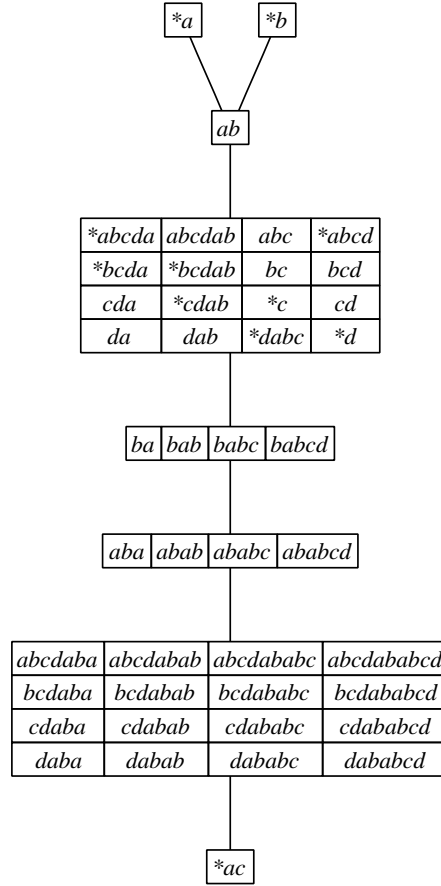 *a *b
ab
*abcda abcdab abc *abcd
*bcda *bcdab bc bcd
cda *cdab *c cd
da dab *dabc *d
ba bab babc babcd
aba abab ababc ababcd
abcdaba abcdabab abcdababc abcdababcd
bcdaba bcdabab bcdababc bcdababcd
cdaba cdabab cdababc cdababcd
daba dabab dababc dababcd
*ac